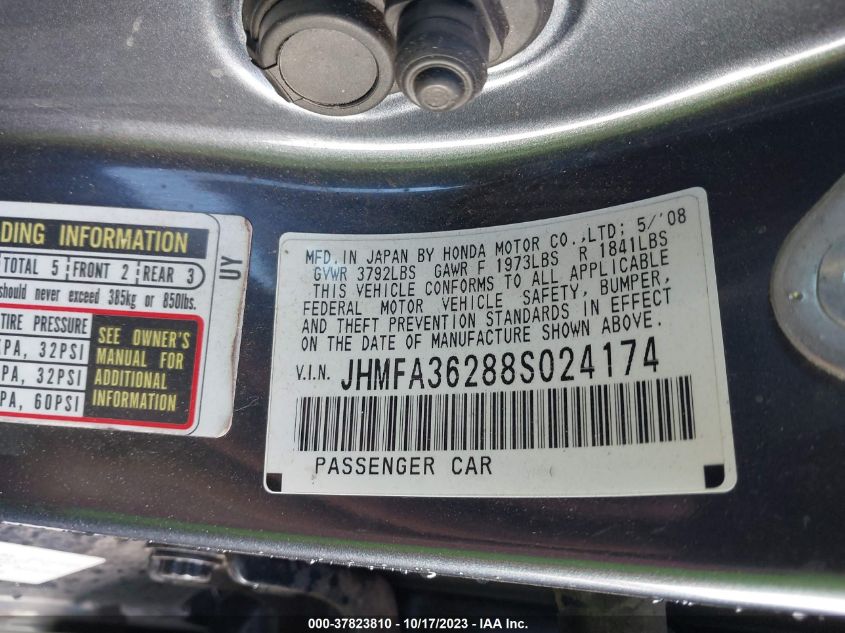 DING INFORMATION
TOTAL 5 FRONT 2 REAR 3
should never exceed 385kg or 850lbs.
TIRE PRESSURE
PA, 32PSI
PA, 32PSI
PA, 60PSI
SEE OWNER'S
MANUAL FOR
ADDITIONAL
INFORMATION
UY
MFD. IN JAPAN BY HONDA MOTOR CO.,LTD: 5/'08
GVWR 3792LBS GAWR F 1973LBS R 1841LBS
THIS VEHICLE CONFORMS TO ALL APPLICABLE
FEDERAL MOTOR VEHICLE SAFETY, BUMPER,
AND THEFT PREVENTION STANDARDS IN EFFECT
ON THE DATE OF MANUFACTURE SHOWN ABOVE.
V.I.N. JHMFA36288S024174
PASSENGER CAR
000-37823810 - 10/17/2023 - IAA Inc.